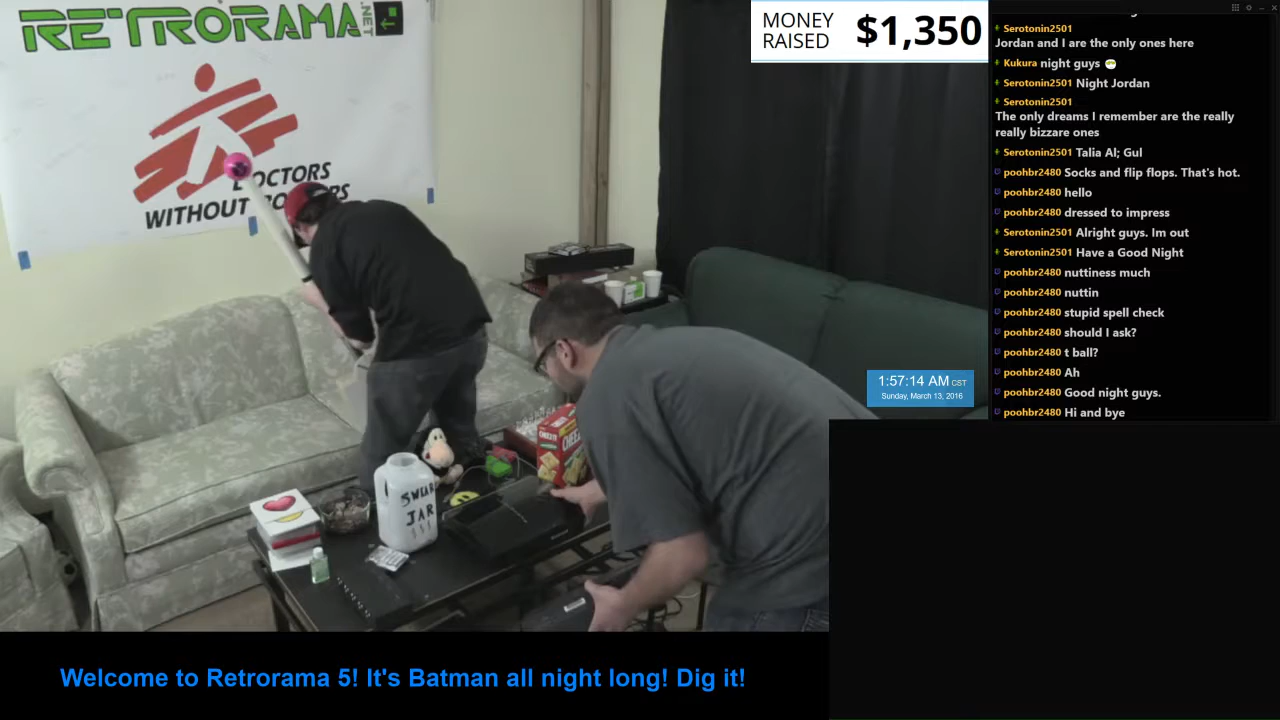 RETRORAMA.NET
DOCTORS
WITHOUT
MONEY RAISED $1,350
SWEAR
JAR
$$$
CHEEZ-IT
1:57:14 AM CST
Sunday, March 13, 2016
Serotonin2501
Jordan and I are the only ones here
Kukura night guys
Serotonin2501 Night Jordan
Serotonin2501
The only dreams I remember are the really
really bizzare ones
Serotonin2501 Talia Al; Gul
poohbr2480 Socks and flip flops. That's hot.
poohbr2480 hello
poohbr2480 dressed to impress
Serotonin2501 Alright guys. Im out
Serotonin2501 Have a Good Night
poohbr2480 nuttiness much
poohbr2480 nuttin
poohbr2480 stupid spell check
poohbr2480 should I ask?
poohbr2480 t ball?
poohbr2480 Ah
poohbr2480 Good night guys.
poohbr2480 Hi and bye
Welcome to Retrorama 5! It's Batman all night long! Dig it!